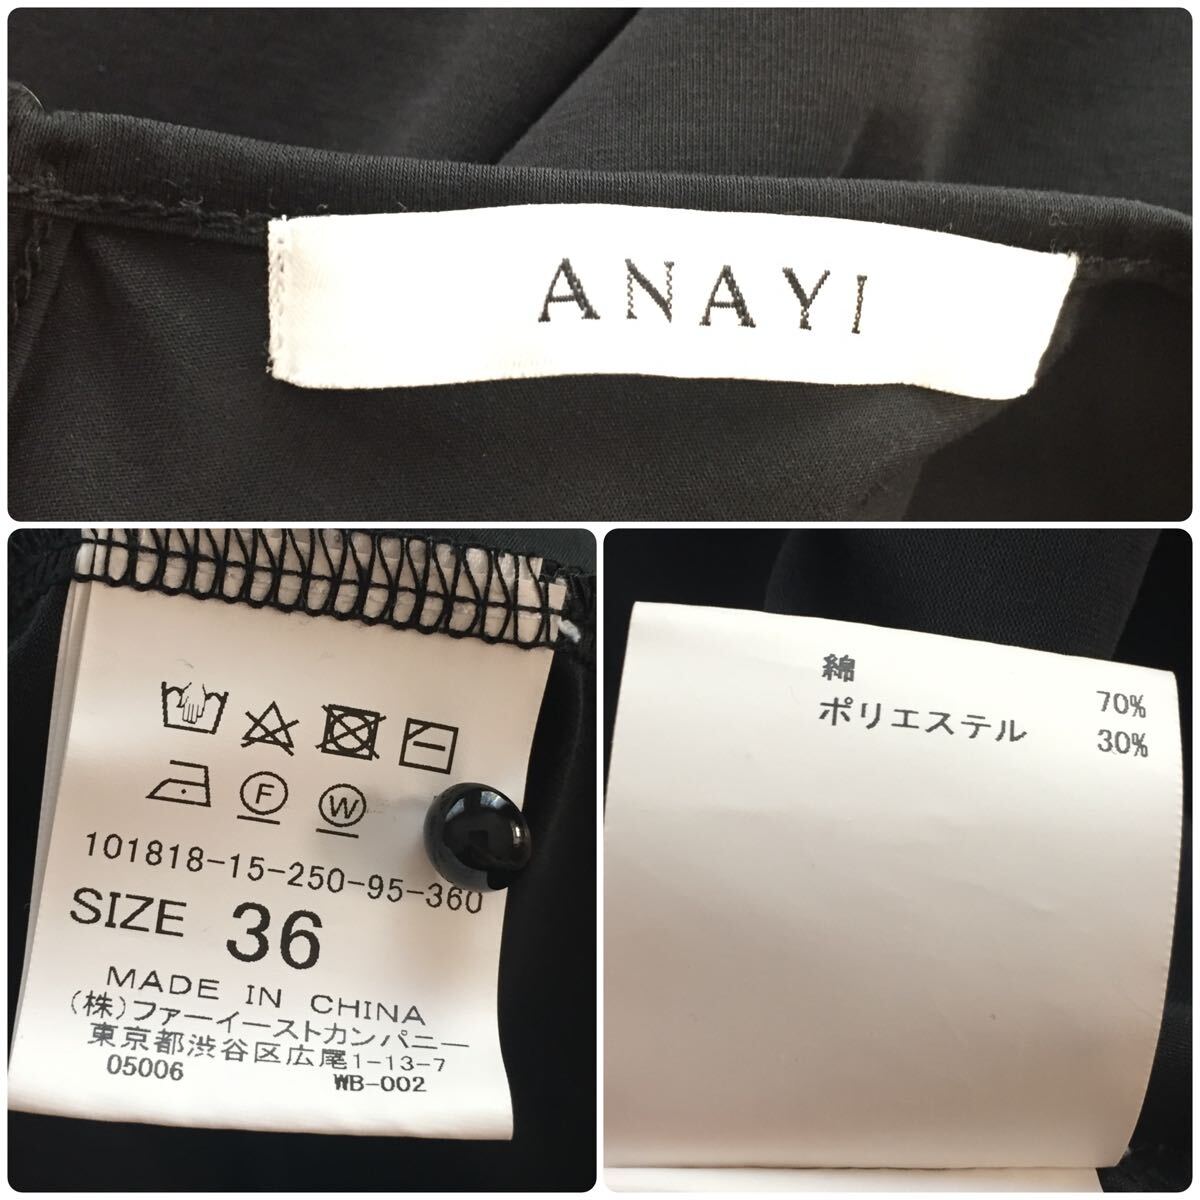 ANAYI
F W
101818-15-250-95-360
SIZE 36
MADE IN CHINA
(株)ファーイーストカンパニー
東京都渋谷区広尾1-13-7
05006 WB-002
綿 70%
ポリエステル 30%